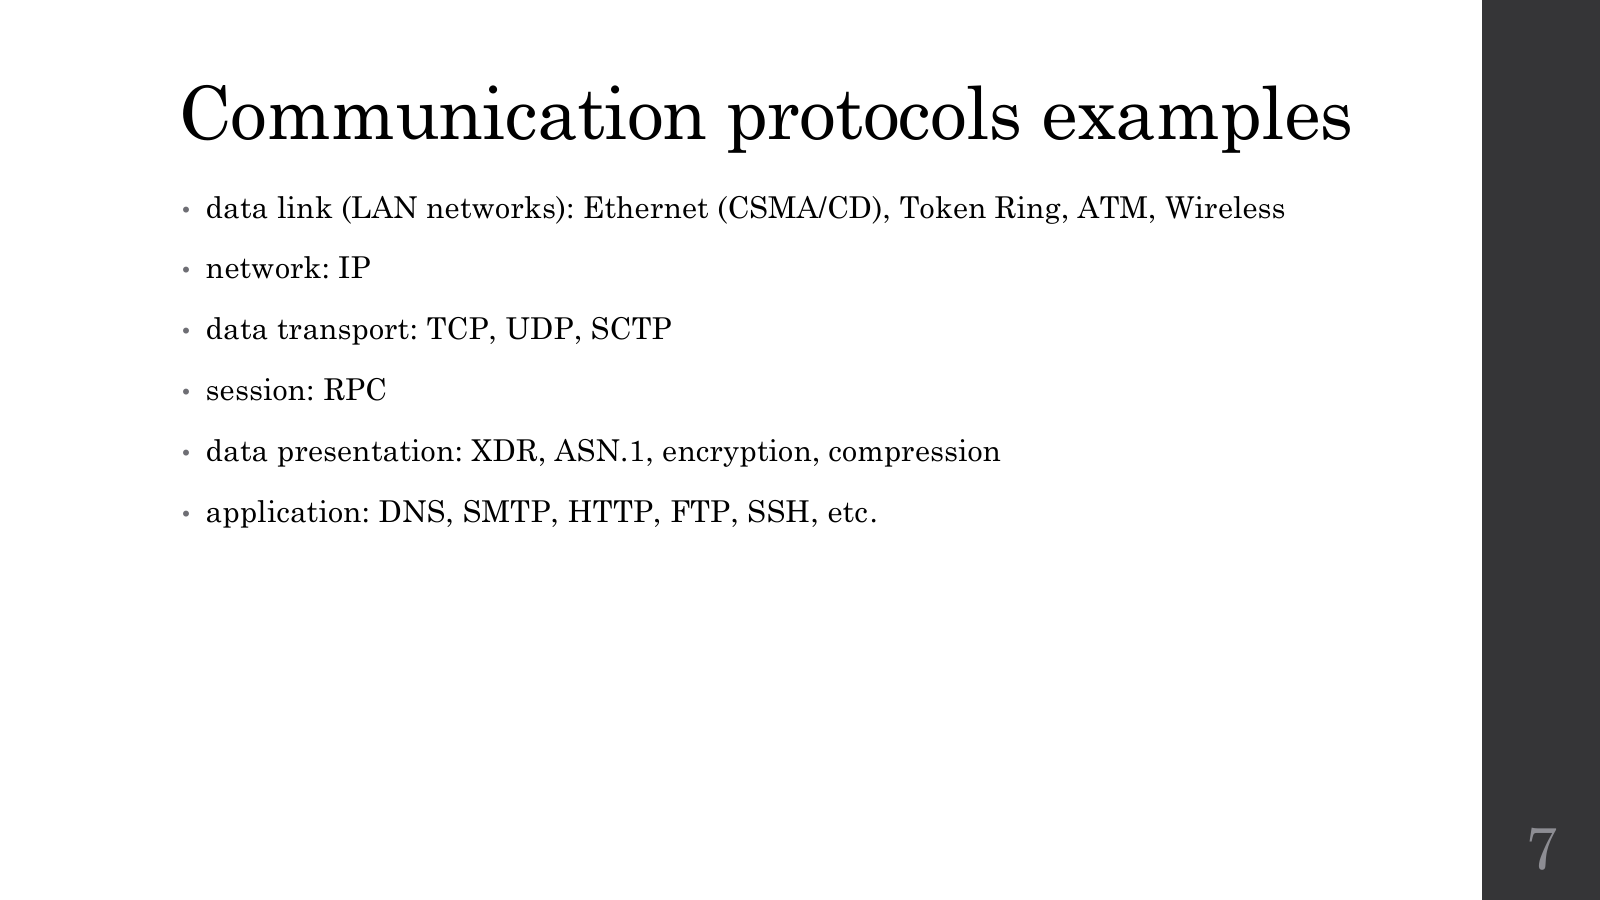 Communication protocols examples
• data link (LAN networks): Ethernet (CSMA/CD), Token Ring, ATM, Wireless
• network: IP
• data transport: TCP, UDP, SCTP
• session: RPC
• data presentation: XDR, ASN.1, encryption, compression
• application: DNS, SMTP, HTTP, FTP, SSH, etc.
7